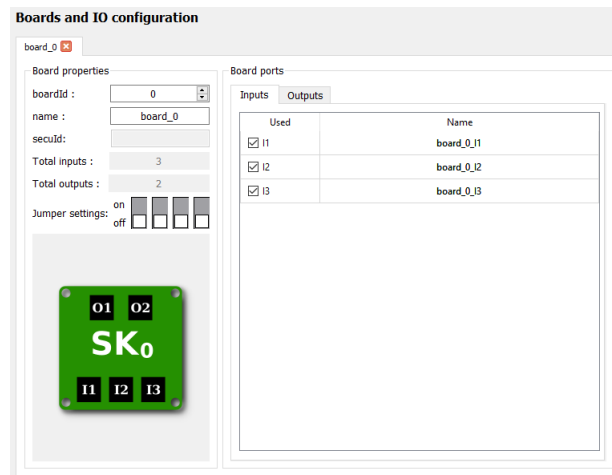 Boards and IO configuration
board_0
Board properties
boardId :
0
name :
board_0
secuId:
Total inputs :
3
Total outputs :
2
Jumper settings:
on
off
O1 O2
SK0
I1 I2 I3
Board ports
Inputs Outputs
Used Name
I1 board_0_I1
I2 board_0_I2
I3 board_0_I3